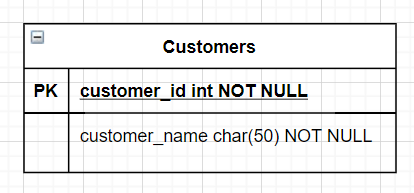 Customers
PK customer_id int NOT NULL
customer_name char(50) NOT NULL